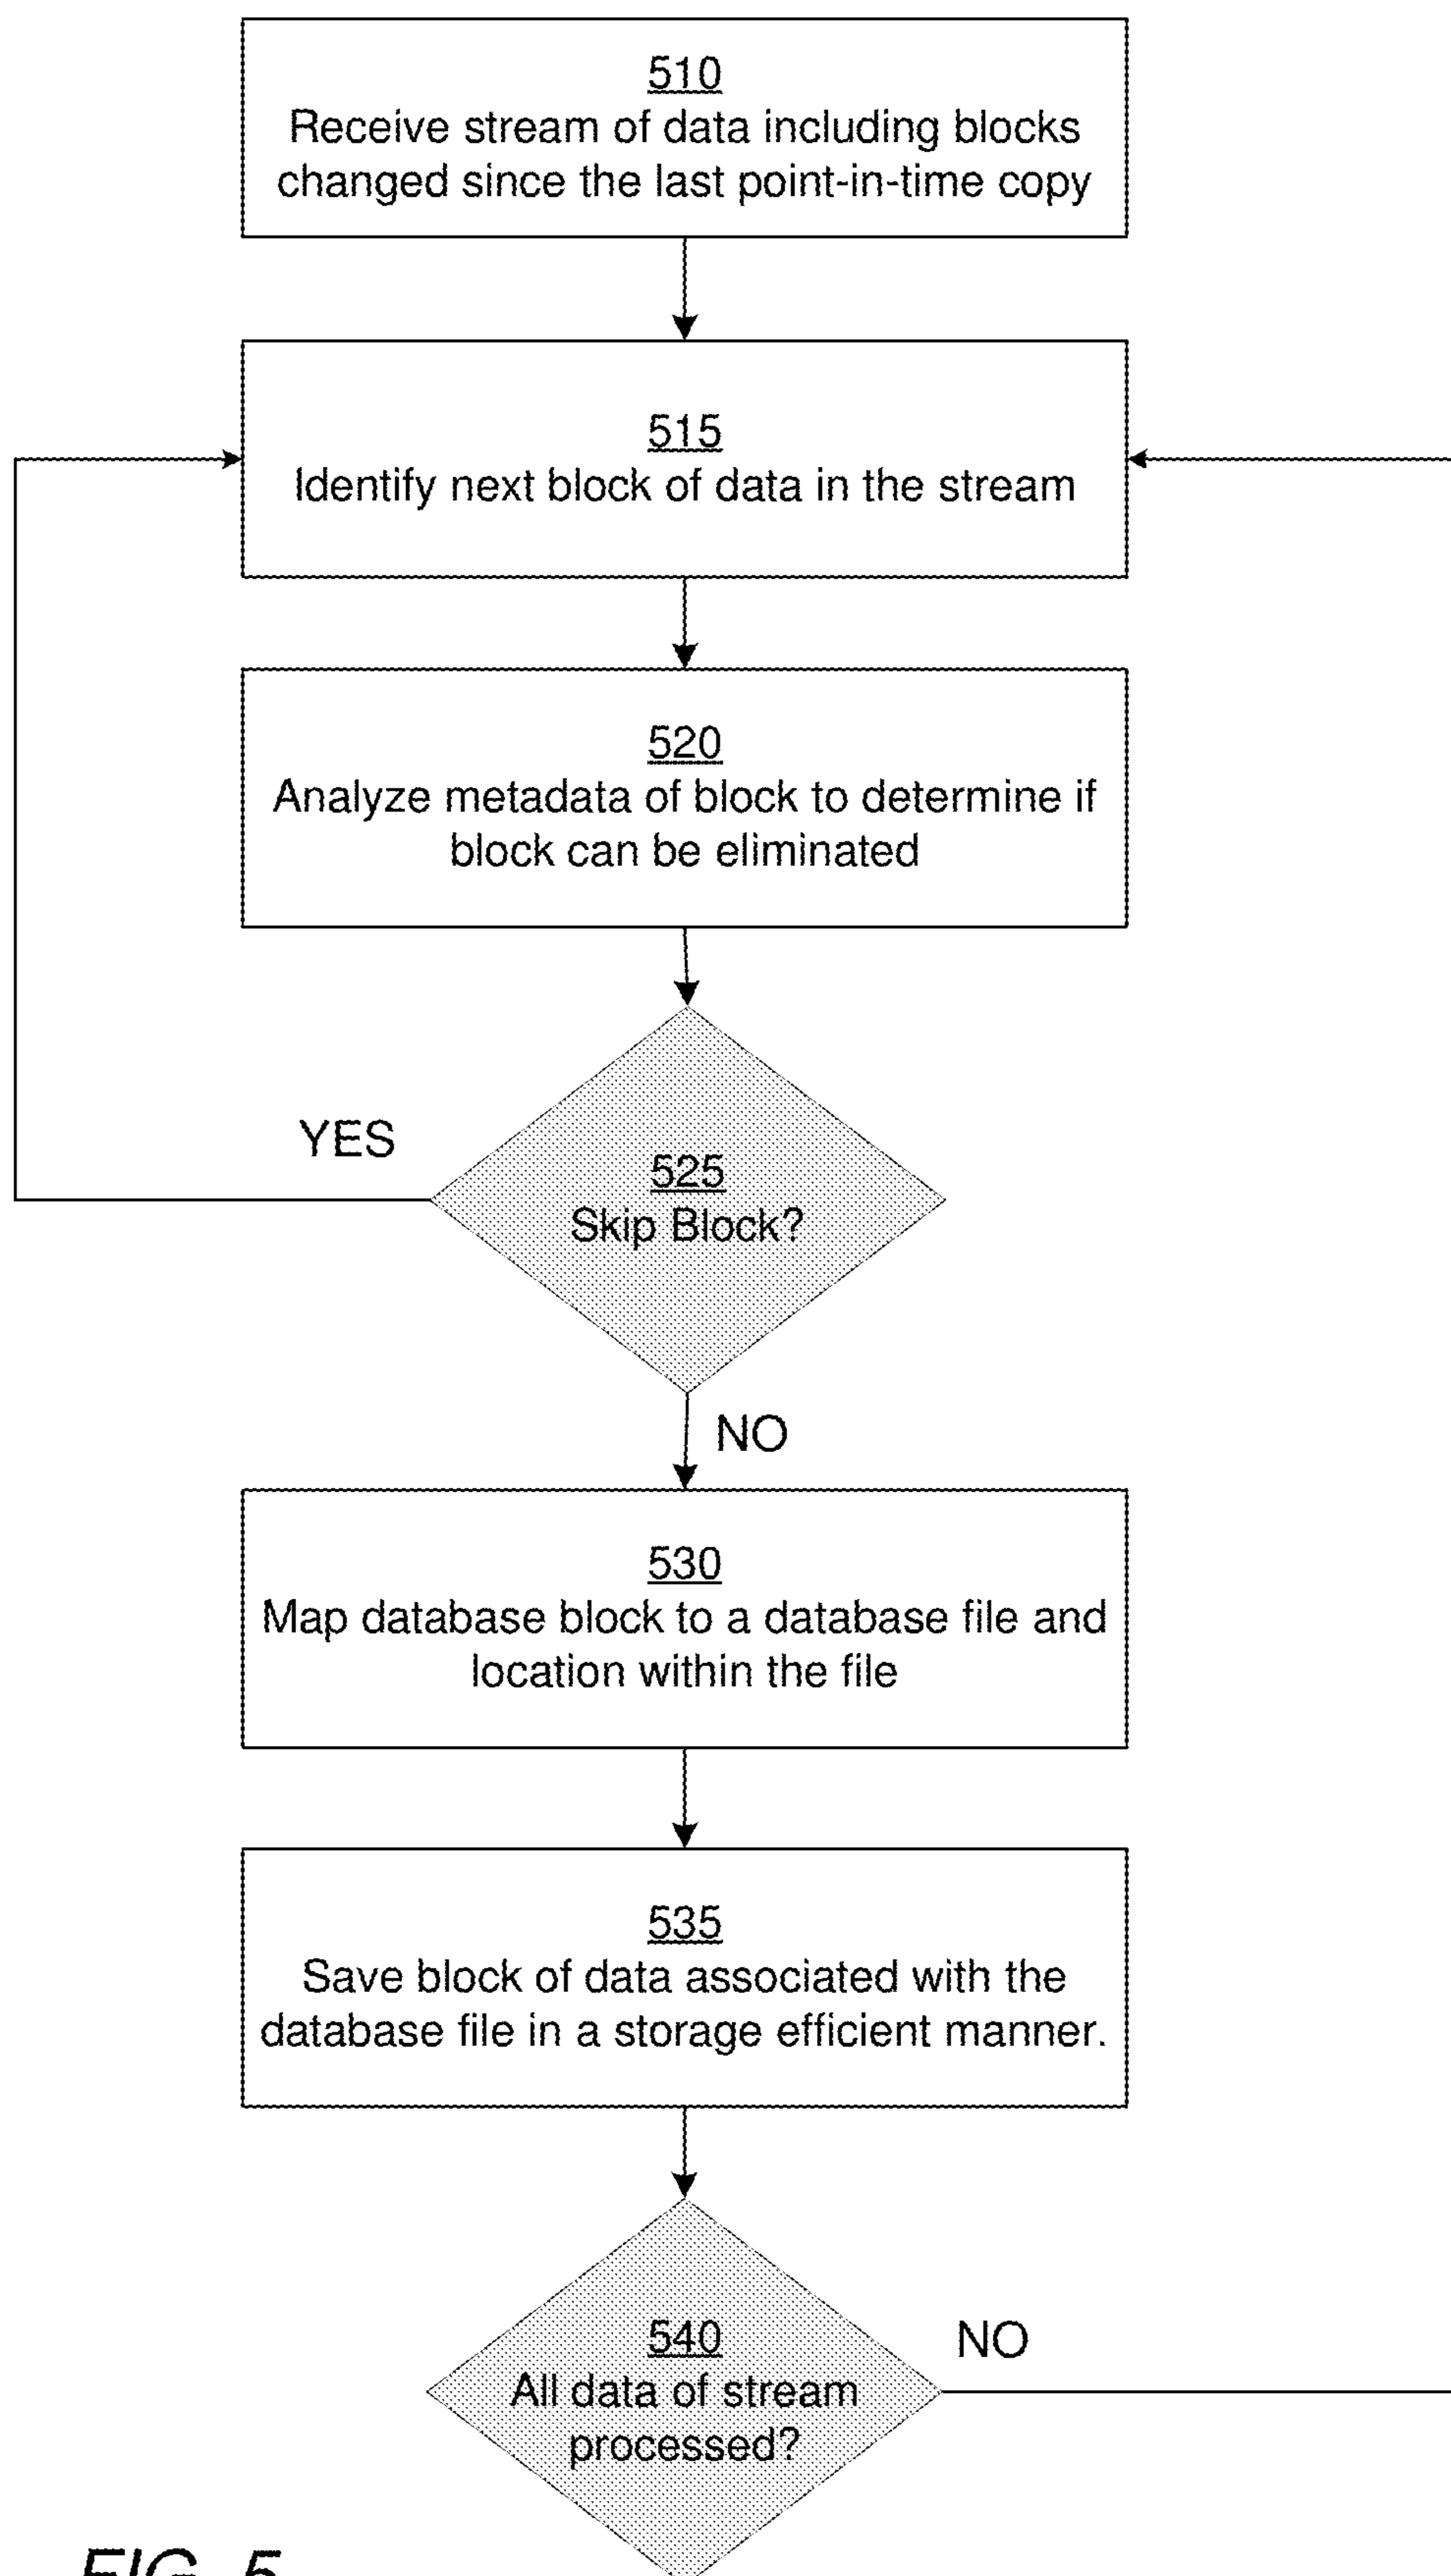 510
Receive stream of data including blocks
changed since the last point-in-time copy
515
Identify next block of data in the stream
520
Analyze metadata of block to determine if
block can be eliminated
YES
525
Skip Block?
NO
530
Map database block to a database file and
location within the file
535
Save block of data associated with the
database file in a storage efficient manner.
540
NO
All data of stream
processed?
FIG. 5